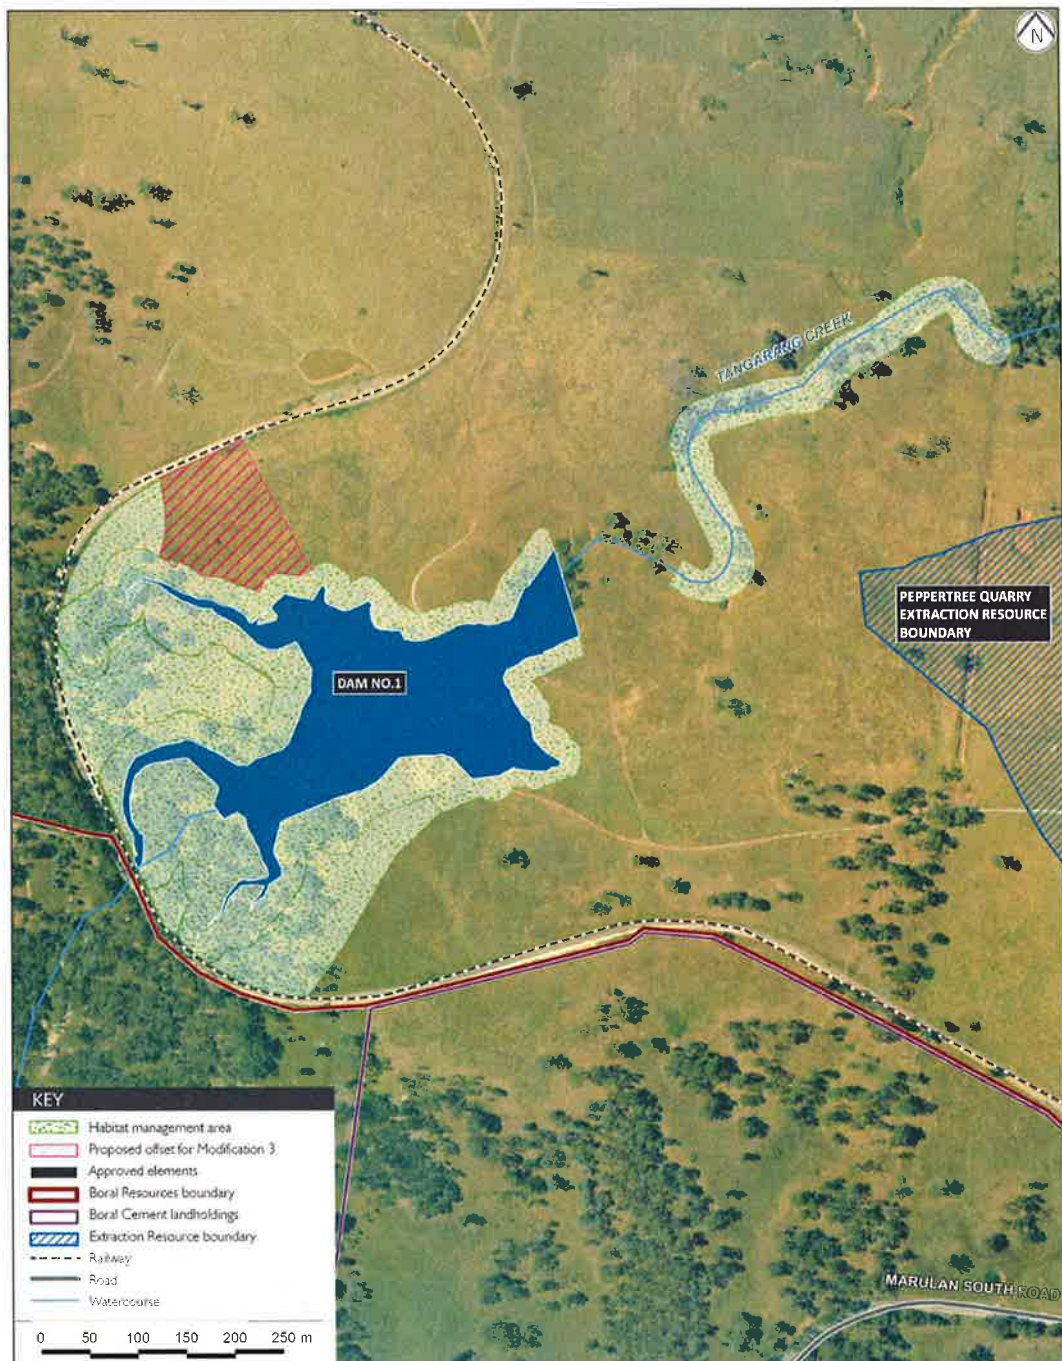 N
TANGARANG CREEK
PEPPERTREE QUARRY
EXTRACTION RESOURCE
BOUNDARY
DAM NO.1
KEY
Habitat management area
Proposed offset for Modification 3
Approved elements
Boral Resources boundary
Boral Cement landholdings
Extraction Resource boundary
Railway
Road
Watercourse
MARULAN SOUTH ROAD
0 50 100 150 200 250 m